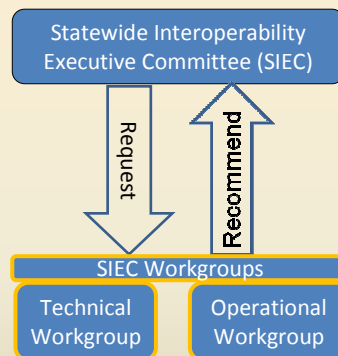 Statewide Interoperability
Executive Committee (SIEC)
Request
Recommend
SIEC Workgroups
Technical
Workgroup
Operational
Workgroup